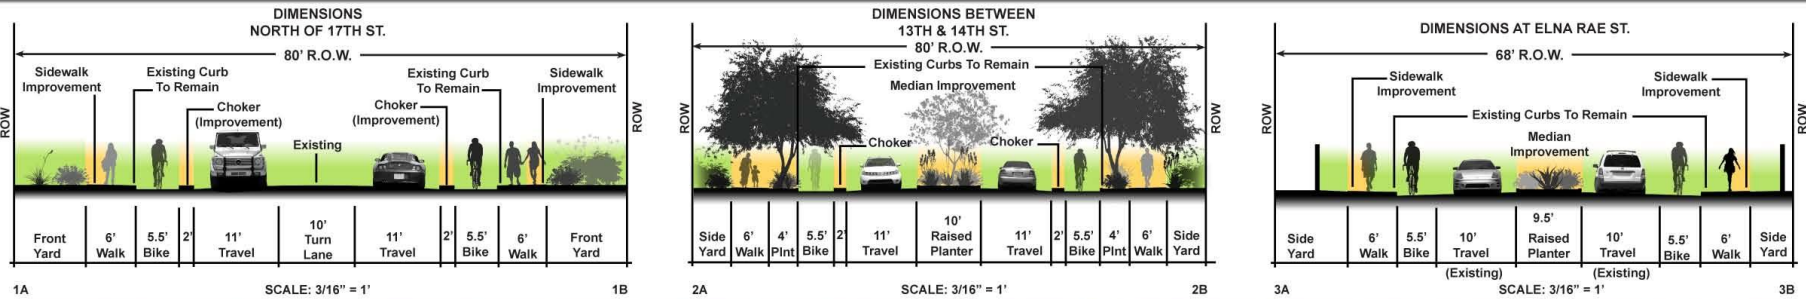 DIMENSIONS
NORTH OF 17TH ST.
80' R.O.W.
Sidewalk
Improvement
Existing Curb
To Remain
Choker
(Improvement)
Existing
Existing Curb
To Remain
Choker
(Improvement)
Sidewalk
Improvement
ROW
ROW
Front
Yard
6'
Walk
5.5'
Bike
2'
11'
Travel
10'
Turn
Lane
11'
Travel
2'
5.5'
Bike
6'
Walk
Front
Yard
1A
SCALE: 3/16" = 1'
1B
DIMENSIONS BETWEEN
13TH & 14TH ST.
80' R.O.W.
Existing Curbs To Remain
Median Improvement
Choker
Choker
ROW
ROW
Side
Yard
6'
Walk
4'
Plnt
5.5'
Bike
2'
11'
Travel
10'
Raised
Planter
11'
Travel
2'
5.5'
Bike
4'
Plnt
6'
Walk
Side
Yard
2A
SCALE: 3/16" = 1'
2B
DIMENSIONS AT ELNA RAE ST.
68' R.O.W.
Sidewalk
Improvement
Sidewalk
Improvement
Existing Curbs To Remain
Median
Improvement
ROW
ROW
Side
Yard
6'
Walk
5.5'
Bike
10'
Travel
(Existing)
9.5'
Raised
Planter
10'
Travel
(Existing)
5.5'
Bike
6'
Walk
Side
Yard
3A
SCALE: 3/16" = 1'
3B